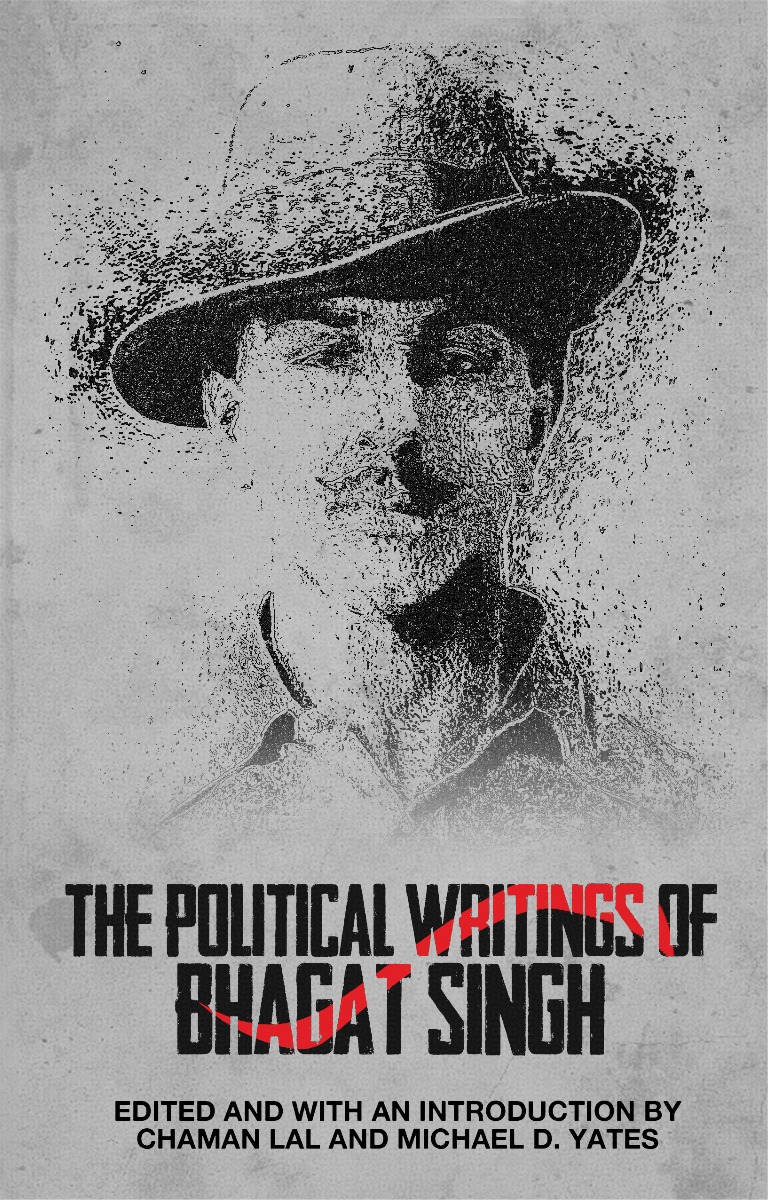 THE POLITICAL WRITINGS OF
BHAGAT SINGH
EDITED AND WITH AN INTRODUCTION BY
CHAMAN LAL AND MICHAEL D. YATES